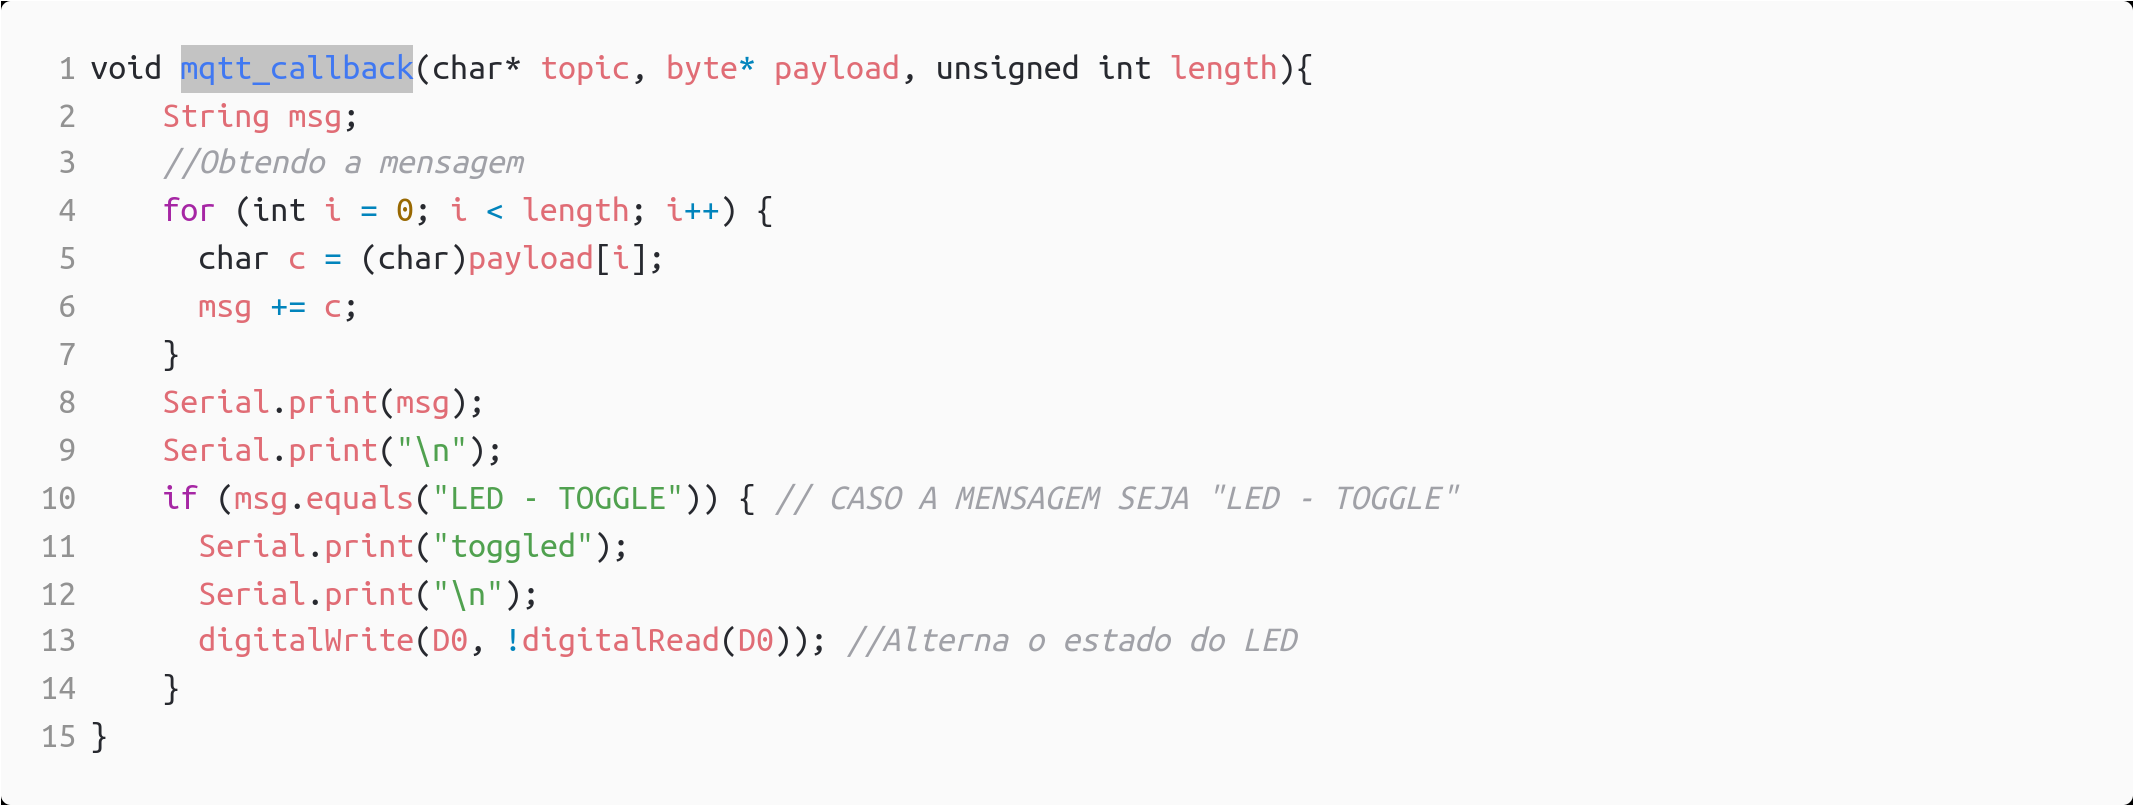 1 void mqtt_callback(char* topic, byte* payload, unsigned int length){
2     String msg;
3     //Obtendo a mensagem
4     for (int i = 0; i < length; i++) {
5       char c = (char)payload[i];
6       msg += c;
7     }
8     Serial.print(msg);
9     Serial.print("\n");
10     if (msg.equals("LED - TOGGLE")) { // CASO A MENSAGEM SEJA "LED - TOGGLE"
11       Serial.print("toggled");
12       Serial.print("\n");
13       digitalWrite(D0, !digitalRead(D0)); //Alterna o estado do LED
14     }
15 }